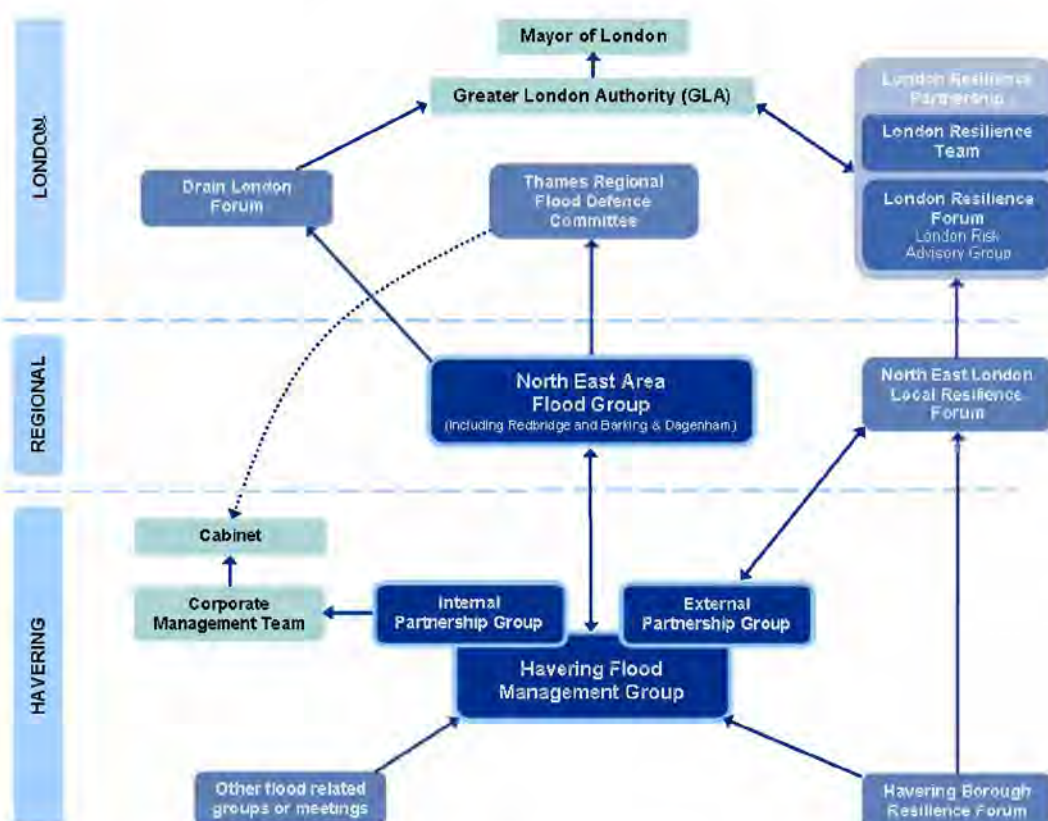 Mayor of London
Greater London Authority (GLA)
London Resilience
Partnership
London Resilience
Team
London Resilience
Forum
London Risk
Advisory Group
Drain London
Forum
Thames Regional
Flood Defence
Committee
LONDON
REGIONAL
North East Area
Flood Group
(Including Redbridge and Barking & Dagenham)
North East London
Local Resilience
Forum
HAVERING
Cabinet
Corporate
Management Team
Internal
Partnership Group
External
Partnership Group
Havering Flood
Management Group
Other flood related
groups or meetings
Havering Borough
Resilience Forum